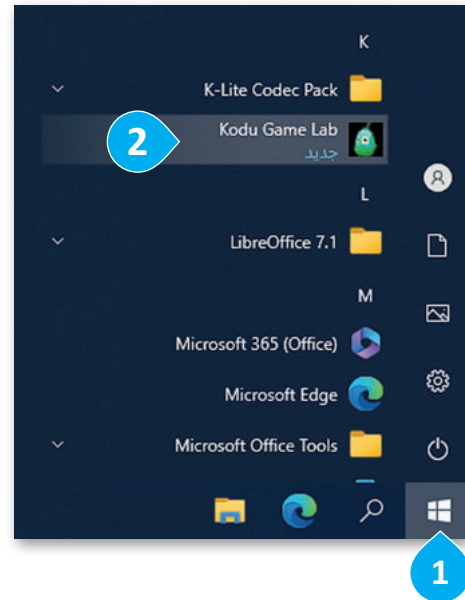 K
K-Lite Codec Pack
2
Kodu Game Lab
جديد
L
LibreOffice 7.1
M
Microsoft 365 (Office)
Microsoft Edge
Microsoft Office Tools
1